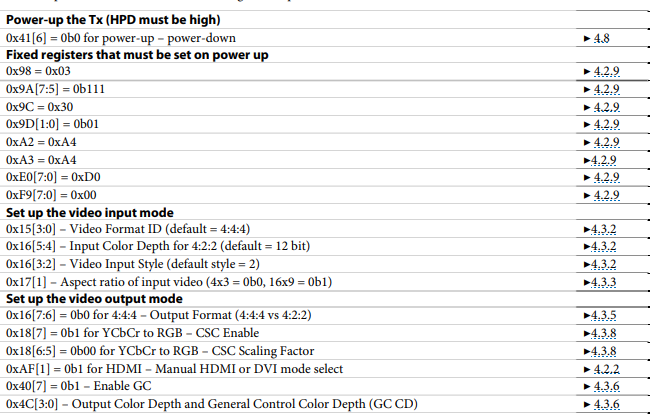 Power-up the Tx (HPD must be high)
0x41[6] = 0b0 for power-up – power-down ▶ 4.8
Fixed registers that must be set on power up
0x98 = 0x03 ▶ 4.2.9
0x9A[7:5] = 0b111 ▶ 4.2.9
0x9C = 0x30 ▶ 4.2.9
0x9D[1:0] = 0b01 ▶ 4.2.9
0xA2 = 0xA4 ▶ 4.2.9
0xA3 = 0xA4 ▶4.2.9
0xE0[7:0] = 0xD0 ▶ 4.2.9
0xF9[7:0] = 0x00 ▶ 4.2.9
Set up the video input mode
0x15[3:0] – Video Format ID (default = 4:4:4) ▶4.3.2
0x16[5:4] – Input Color Depth for 4:2:2 (default = 12 bit) ▶4.3.2
0x16[3:2] – Video Input Style (default style = 2) ▶4.3.2
0x17[1] – Aspect ratio of input video (4x3 = 0b0, 16x9 = 0b1) ▶4.3.3
Set up the video output mode
0x16[7:6] = 0b0 for 4:4:4 – Output Format (4:4:4 vs 4:2:2) ▶4.3.5
0x18[7] = 0b1 for YCbCr to RGB – CSC Enable ▶4.3.8
0x18[6:5] = 0b00 for YCbCr to RGB – CSC Scaling Factor ▶4.3.8
0xAF[1] = 0b1 for HDMI – Manual HDMI or DVI mode select ▶4.2.2
0x40[7] = 0b1 – Enable GC ▶4.3.6
0x4C[3:0] – Output Color Depth and General Control Color Depth (GC CD) ▶ 4.3.6